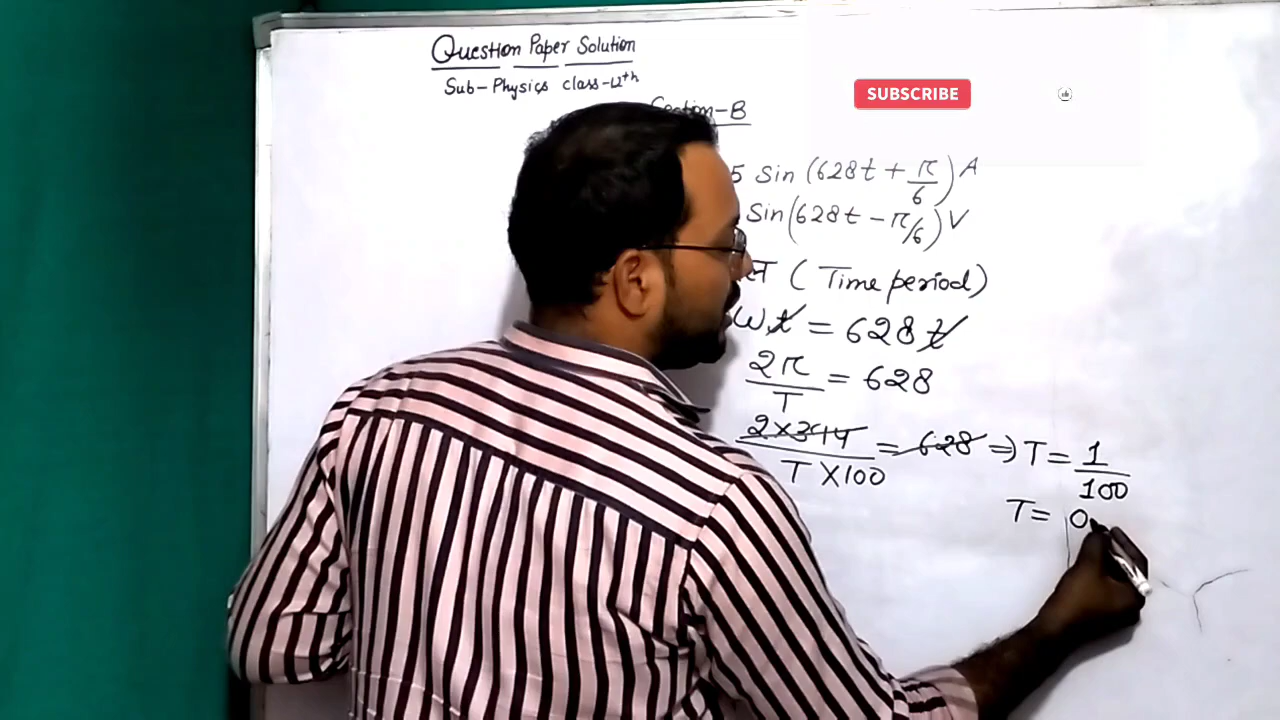 Question Paper Solution
Sub-Physics class-12th
Section-B
SUBSCRIBE
5 Sin (628t + π/6) A
Sin(628t - π/6) V
(Time period)
ω.t = 628t
2π/T = 628
2×314/T×100 = 628 ⇒ T = 1/100
T = 0